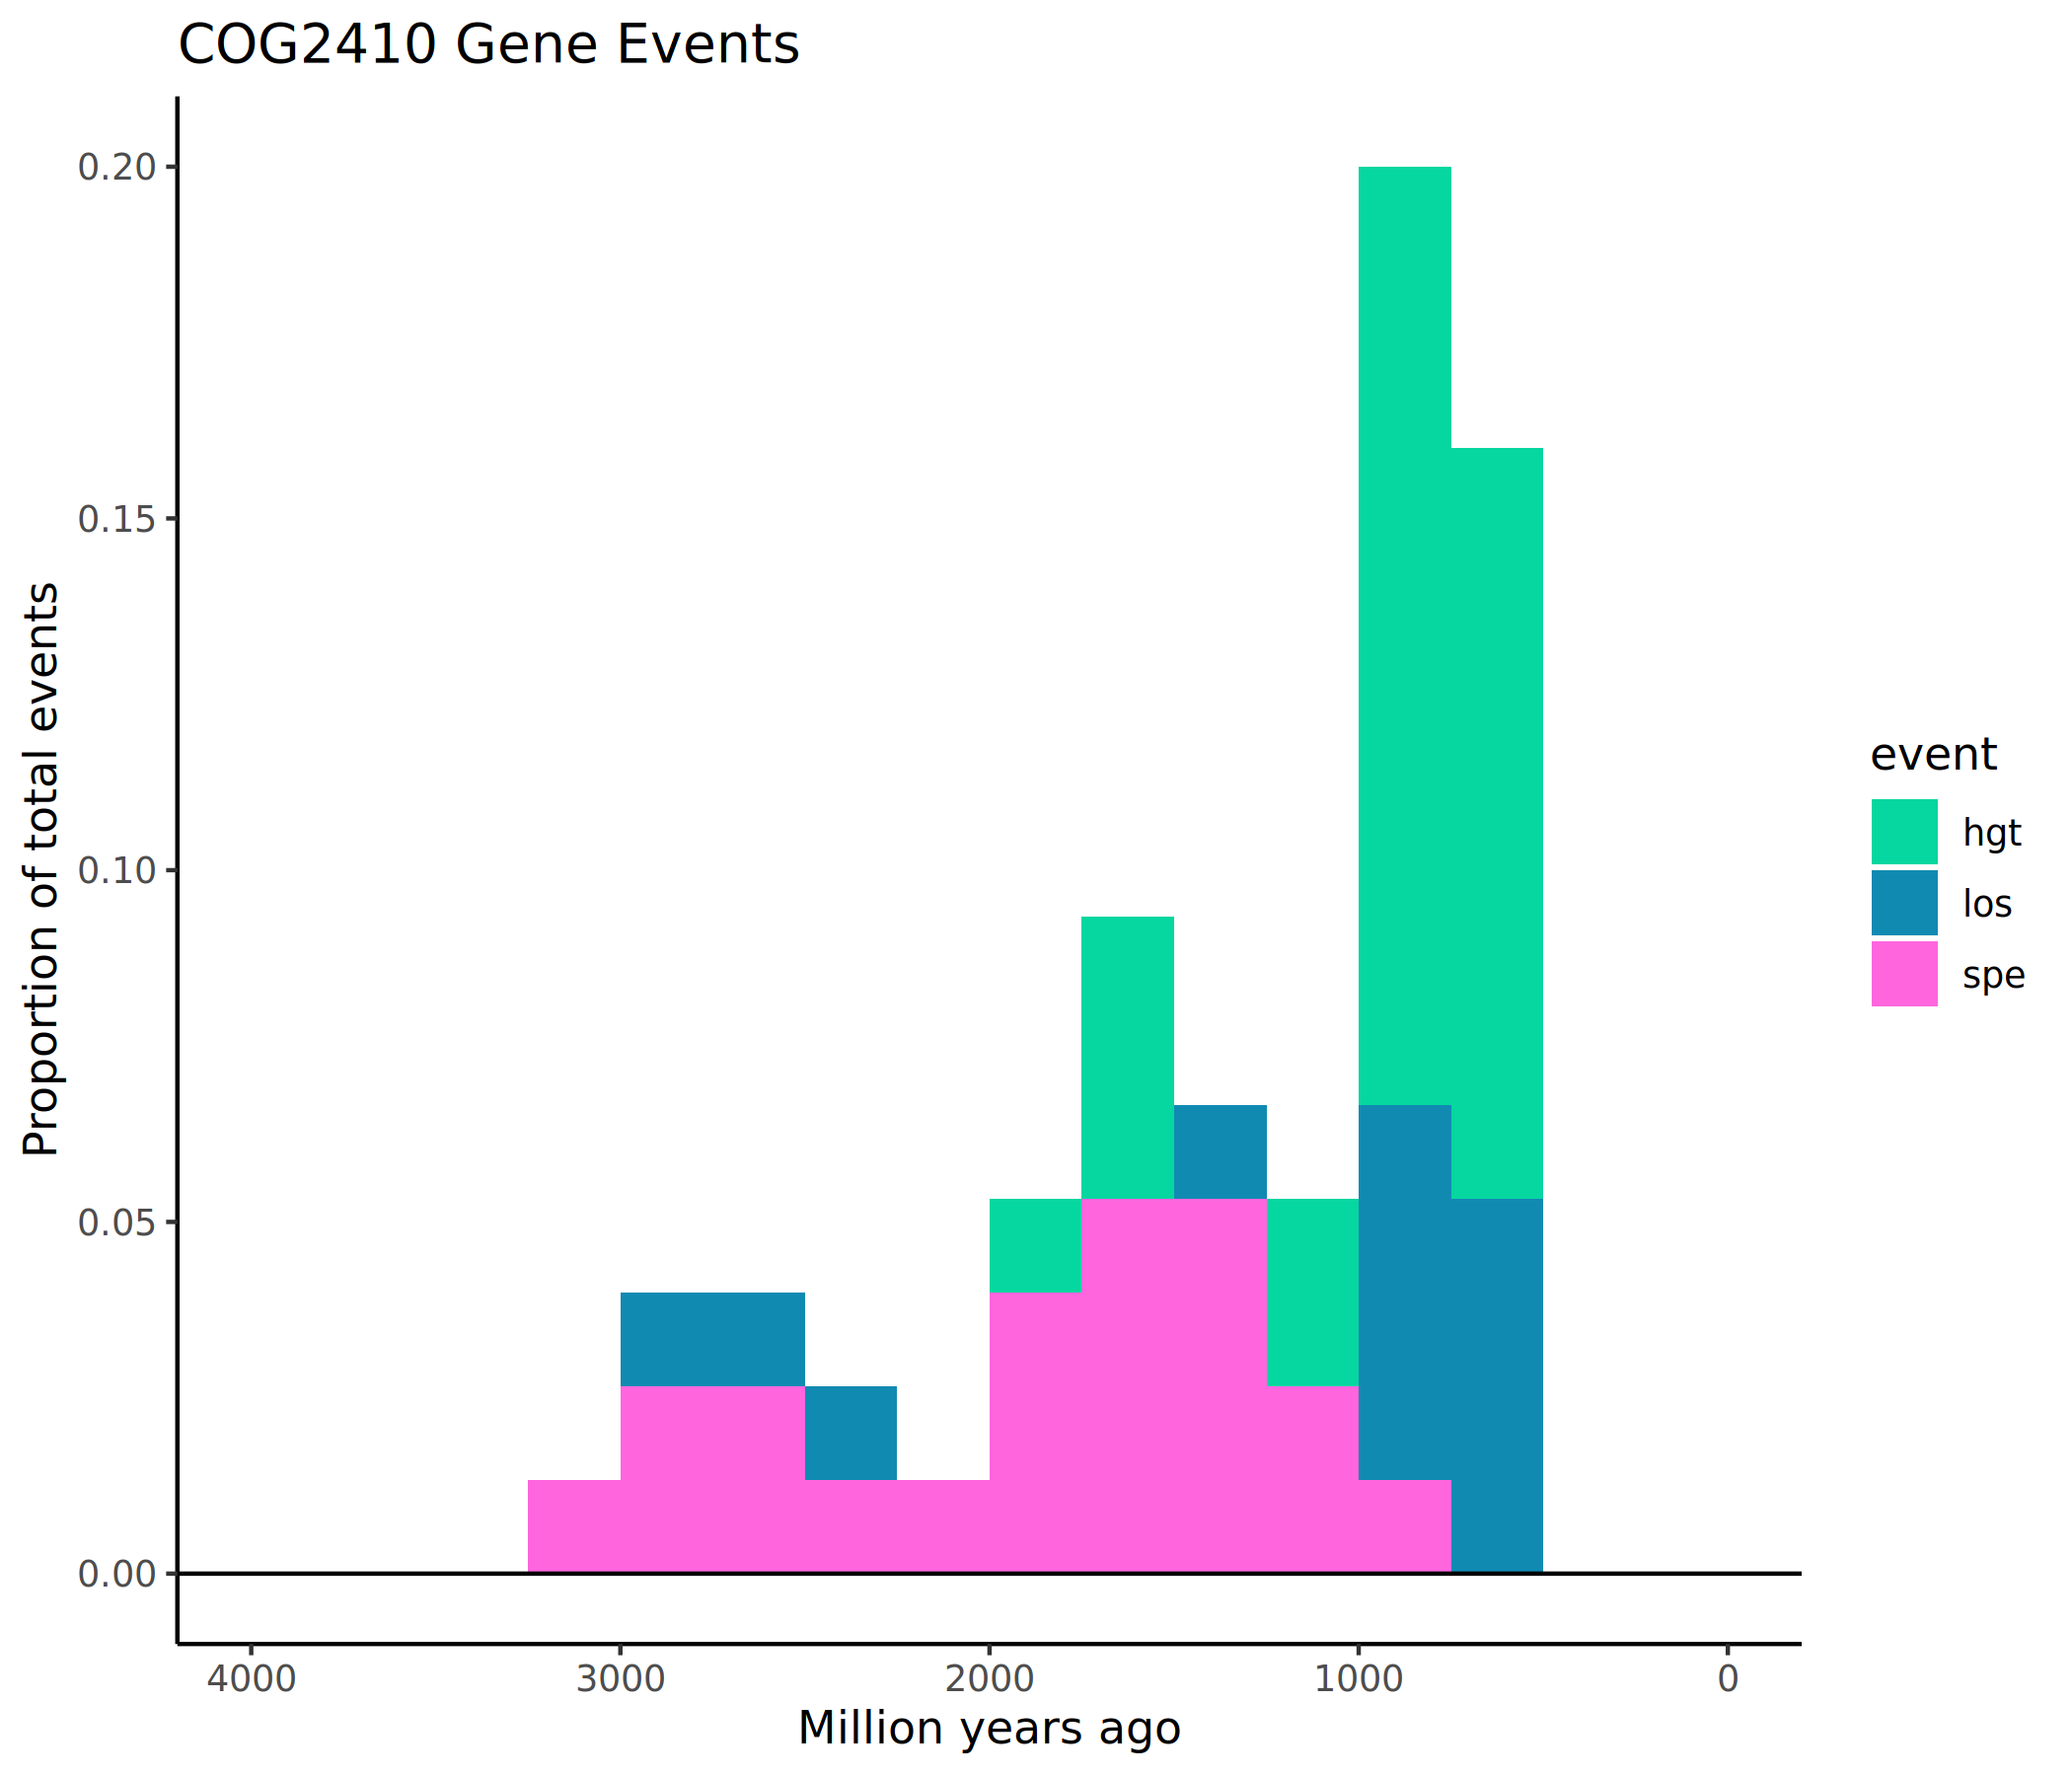 COG2410 Gene Events
Proportion of total events
0.20
0.15
0.10
0.05
0.00
4000 3000 2000 1000 0
Million years ago
event
hgt
los
spe